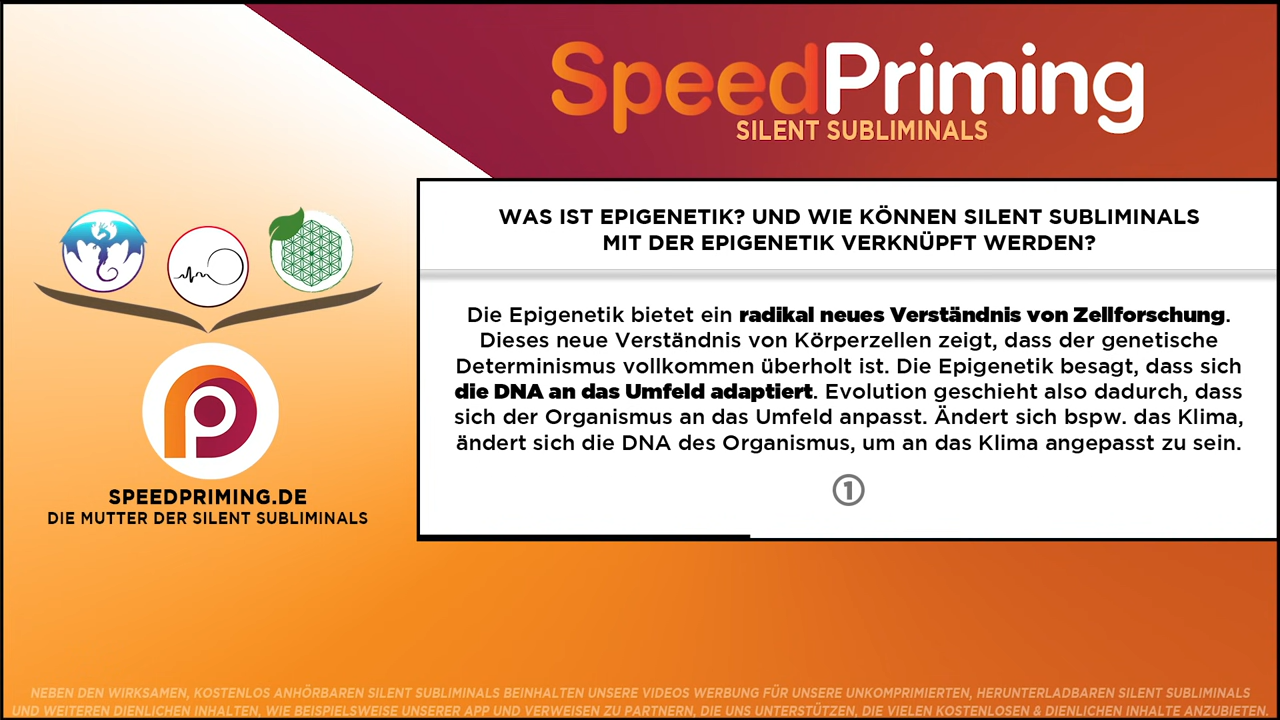 SpeedPriming
SILENT SUBLIMINALS
WAS IST EPIGENETIK? UND WIE KÖNNEN SILENT SUBLIMINALS
MIT DER EPIGENETIK VERKNÜPFT WERDEN?
Die Epigenetik bietet ein radikal neues Verständnis von Zellforschung.
Dieses neue Verständnis von Körperzellen zeigt, dass der genetische
Determinismus vollkommen überholt ist. Die Epigenetik besagt, dass sich
die DNA an das Umfeld adaptiert. Evolution geschieht also dadurch, dass
sich der Organismus an das Umfeld anpasst. Ändert sich bspw. das Klima,
ändert sich die DNA des Organismus, um an das Klima angepasst zu sein.
①
SPEEDPRIMING.DE
DIE MUTTER DER SILENT SUBLIMINALS
NEBEN DEN WIRKSAMEN, KOSTENLOS ANHÖRBAREN SILENT SUBLIMINALS BEINHALTEN UNSERE VIDEOS WERBUNG FÜR UNSERE UNKOMPRIMIERTEN, HERUNTERLADBAREN SILENT SUBLIMINALS
UND WEITEREN DIENLICHEN INHALTEN, WIE BEISPIELSWEISE UNSERER APP UND VERWEISEN ZU PARTNERN, DIE UNS UNTERSTÜTZEN, DIE VIELEN KOSTENLOSEN & DIENLICHEN INHALTE ANZUBIETEN.